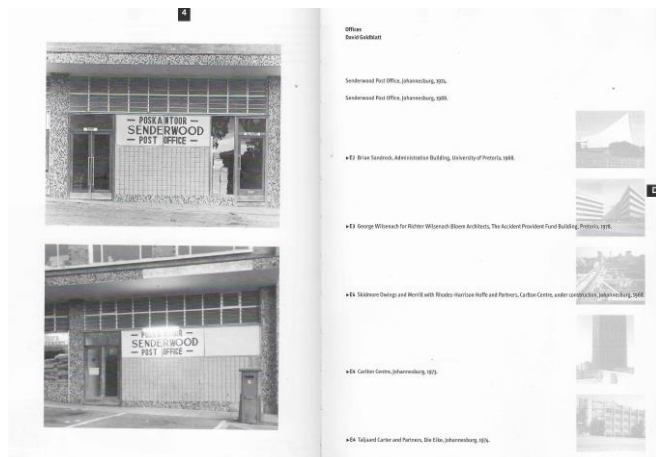 4
— POSKANTOOR —
SENDERWOOD
— POST OFFICE —
SENDERWOOD
POST OFFICE —
Offices
David Goldblatt
Senderwood Post Office, Johannesburg, 1974.
Senderwood Post Office, Johannesburg, 1988.
▸E2 Brian Sandrock, Administration Building, University of Pretoria, 1968.
▸E3 George Wilsenach for Richter Wilsenach Bloem Architects, The Accident Provident Fund Building, Pretoria, 1978.
▸E4 Skidmore Owings and Merrill with Rhodes-Harrison Hoffe and Partners, Carlton Centre, under construction, Johannesburg, 1968.
▸E4 Carlton Centre, Johannesburg, 1973.
▸E4 Taljaard Carter and Partners, Die Eike, Johannesburg, 1974.